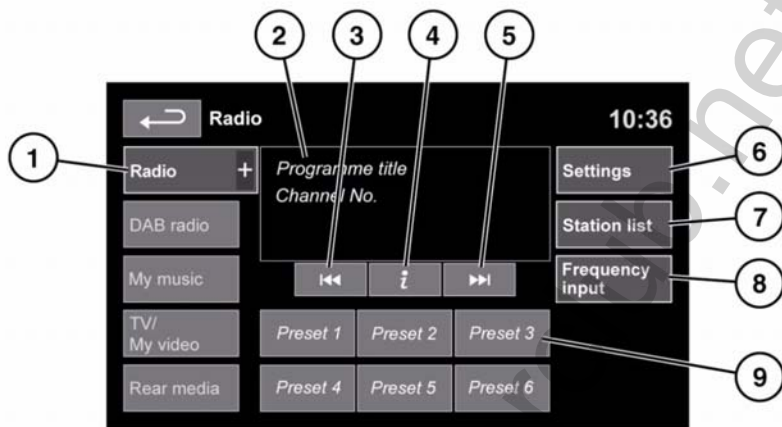 2
3
4
5
Radio
10:36
1
Radio +
Programme title
Channel No.
Settings
6
DAB radio
Station list
7
My music
i
Frequency
input
8
TV/
My video
Preset 1
Preset 2
Preset 3
9
Rear media
Preset 4
Preset 5
Preset 6